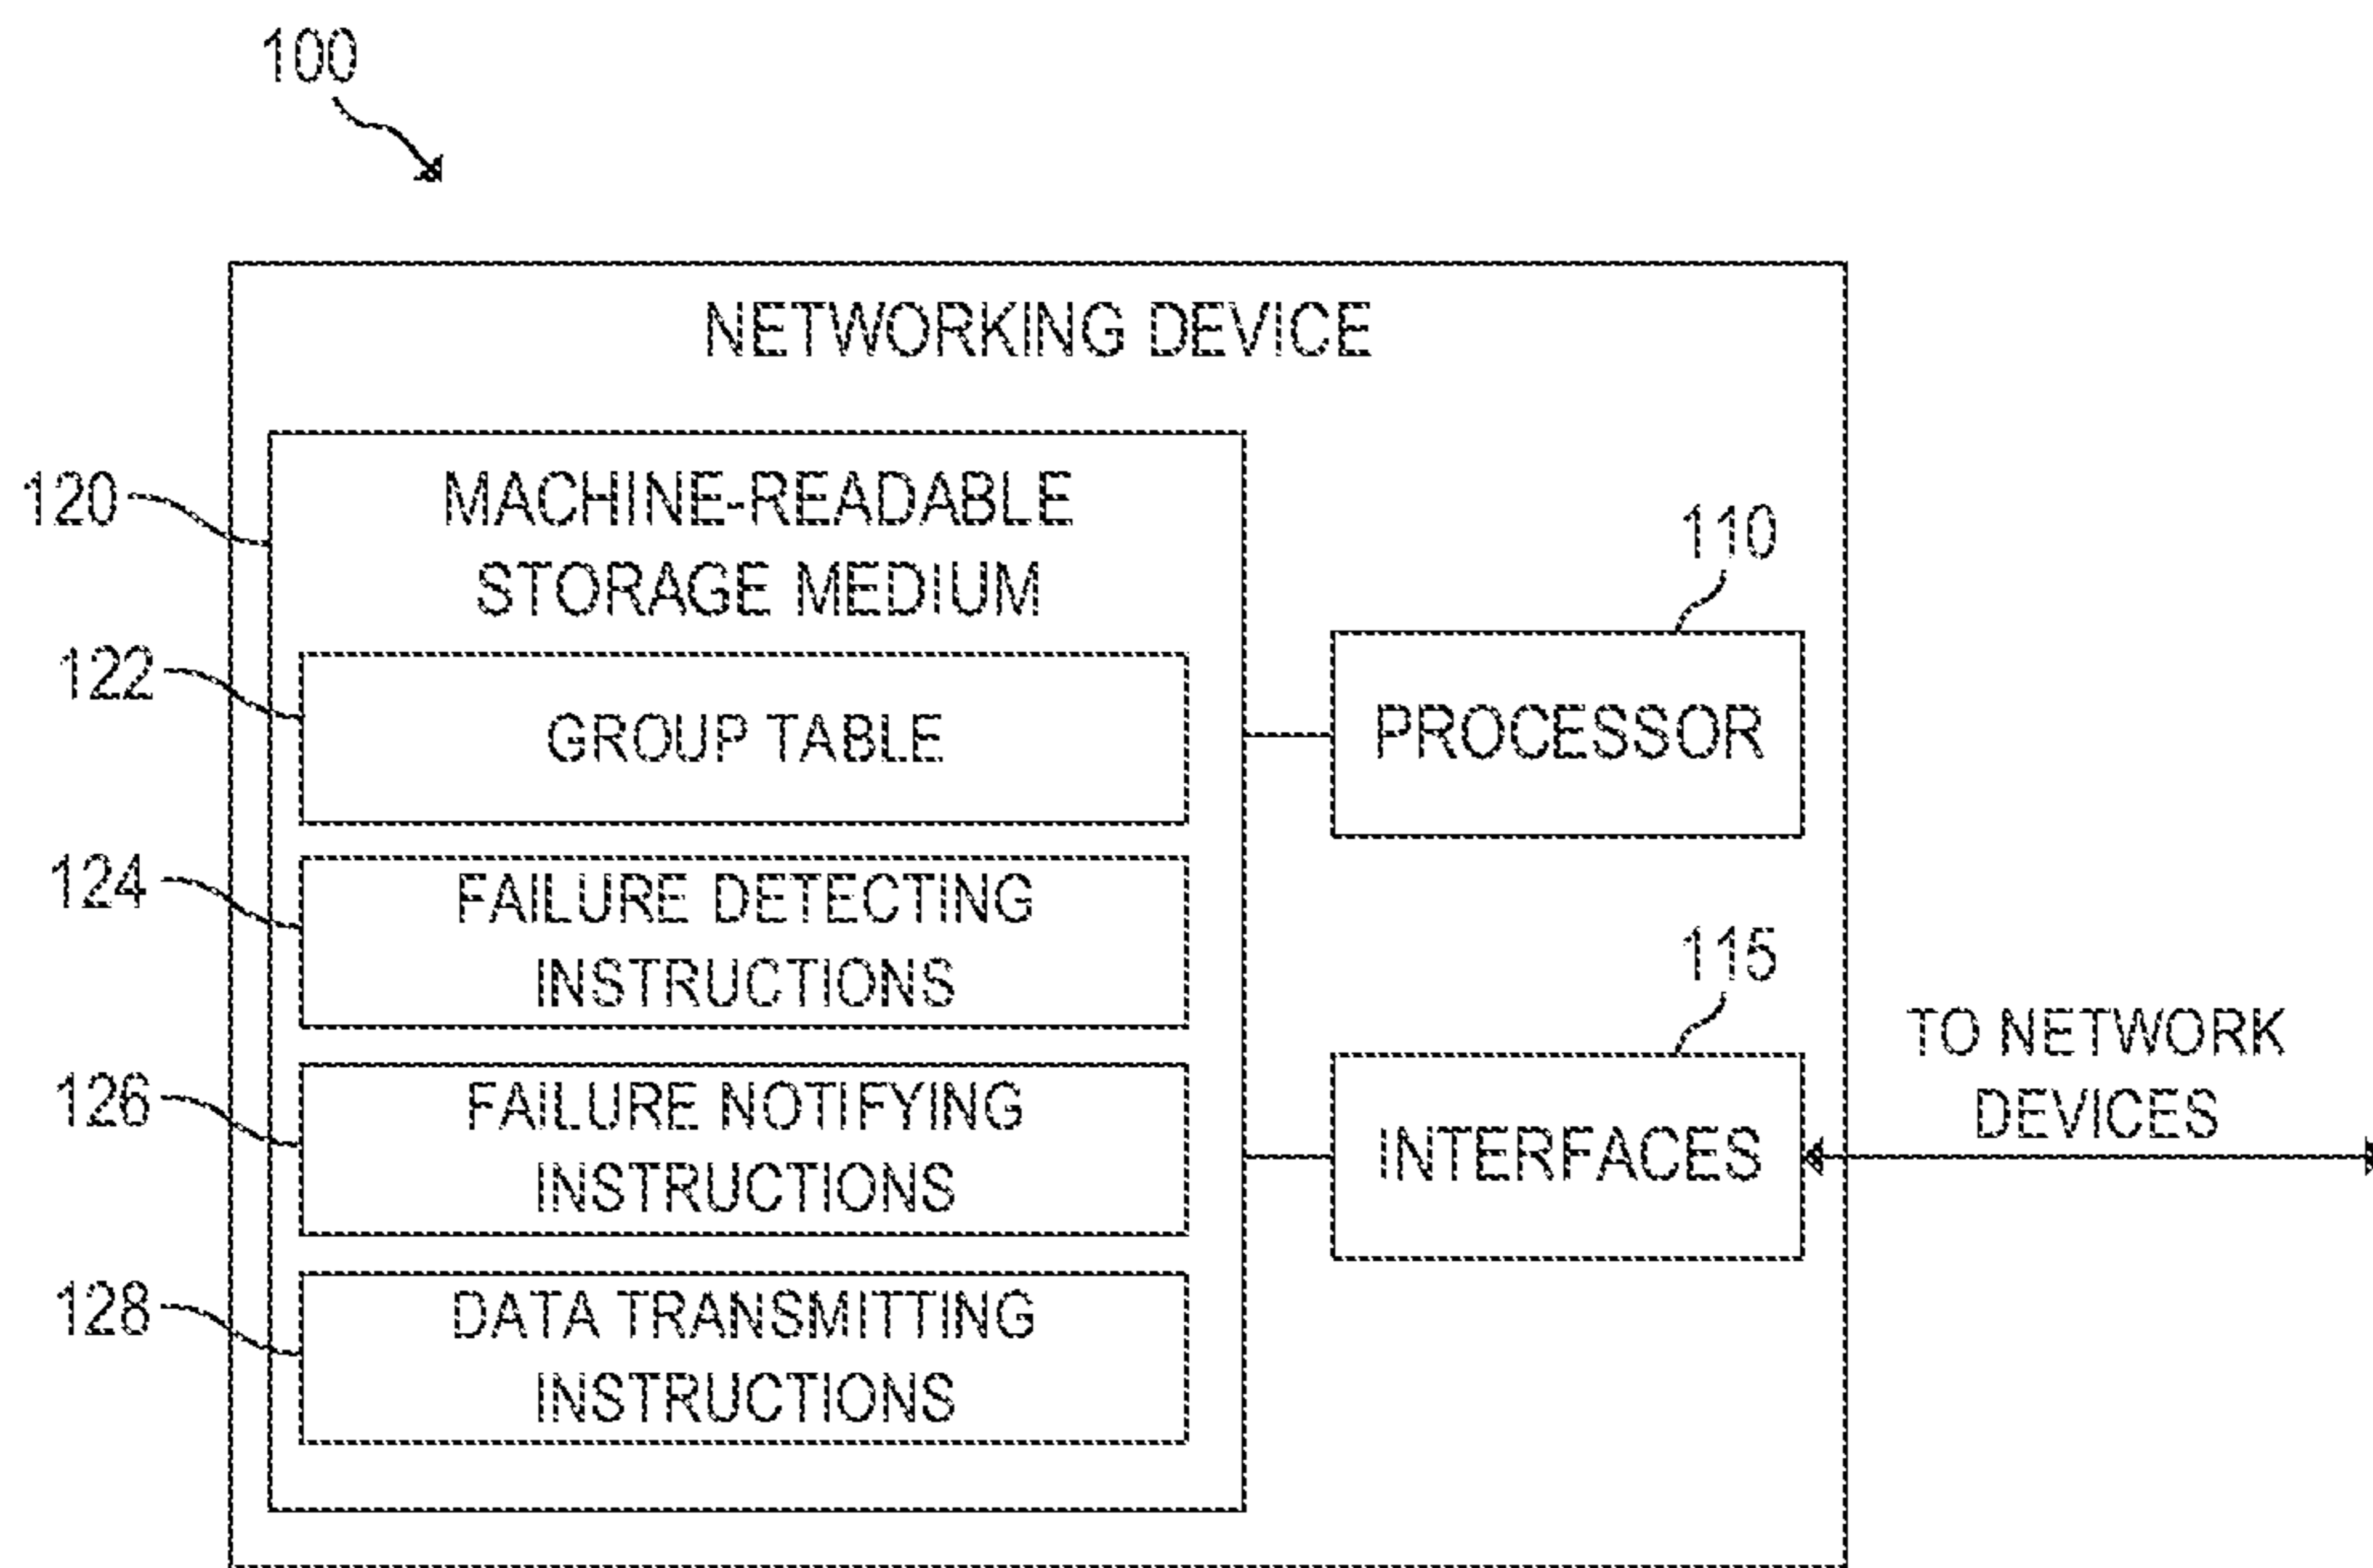 100
NETWORKING DEVICE
120
MACHINE-READABLE
STORAGE MEDIUM
110
122
GROUP TABLE
PROCESSOR
124
FAILURE DETECTING
INSTRUCTIONS
115
TO NETWORK
DEVICES
126
FAILURE NOTIFYING
INSTRUCTIONS
INTERFACES
128
DATA TRANSMITTING
INSTRUCTIONS